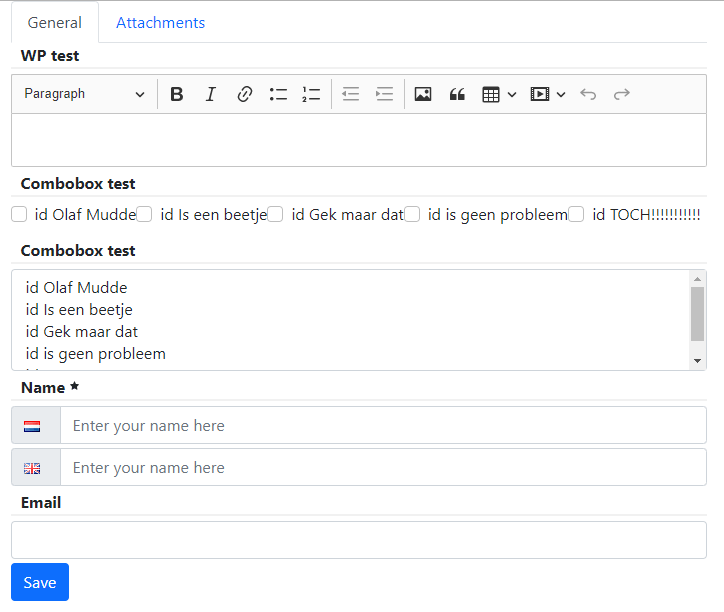 General Attachments
WP test
Paragraph
Combobox test
id Olaf Mudde id Is een beetje id Gek maar dat id is geen probleem id TOCH!!!!!!!!!!!
Combobox test
id Olaf Mudde
id Is een beetje
id Gek maar dat
id is geen probleem
Name *
Enter your name here
Enter your name here
Email
Save